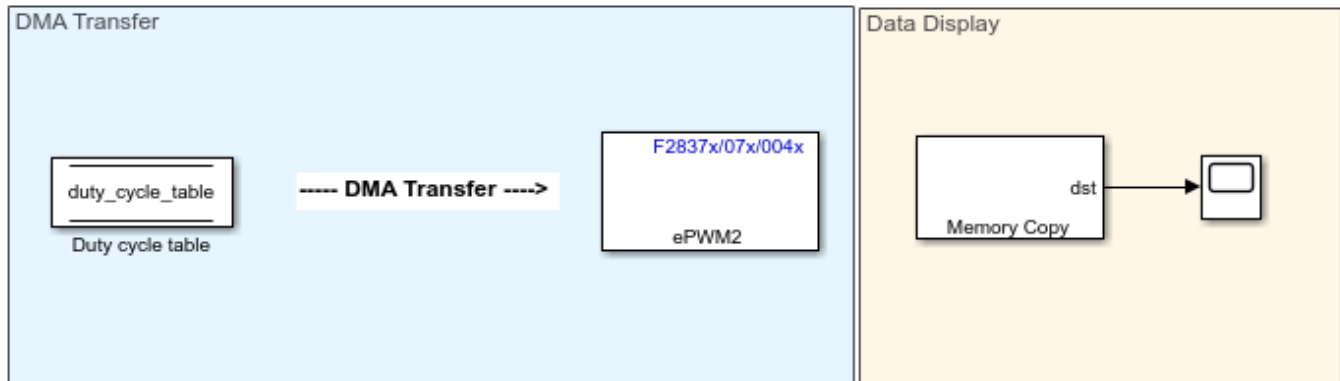 DMA Transfer
duty_cycle_table
Duty cycle table
----- DMA Transfer ---->
F2837x/07x/004x
ePWM2
Data Display
dst
Memory Copy